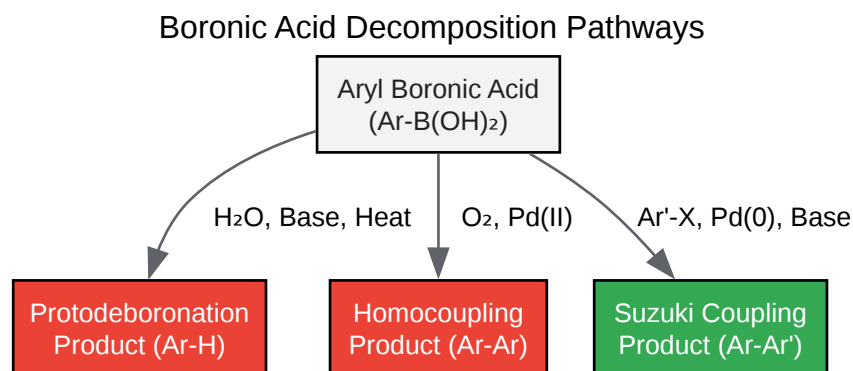 Boronic Acid Decomposition Pathways
Aryl Boronic Acid
(Ar-B(OH)₂)
H₂O, Base, Heat
O₂, Pd(II)
Ar'-X, Pd(0), Base
Protodeboronation
Product (Ar-H)
Homocoupling
Product (Ar-Ar)
Suzuki Coupling
Product (Ar-Ar')